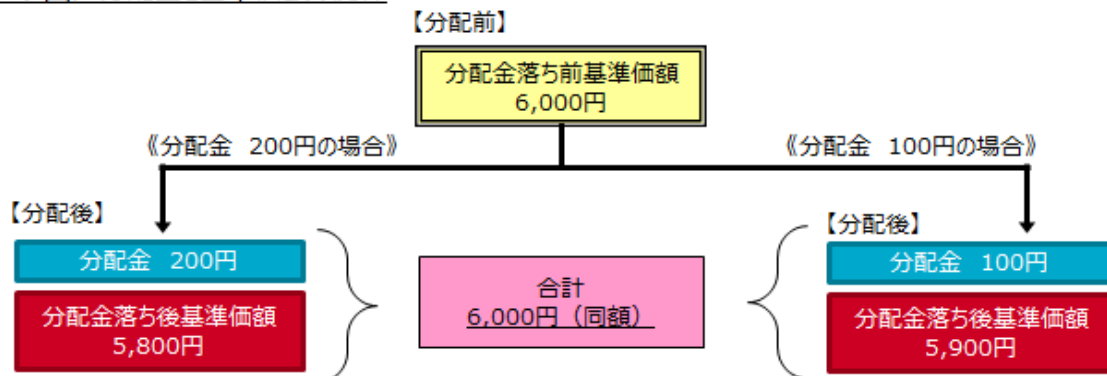 【分配前】
分配金落ち前基準価額
6,000円
《分配金 200円の場合》
《分配金 100円の場合》
【分配後】
分配金 200円
分配金落ち後基準価額
5,800円
合計
6,000円（同額）
【分配後】
分配金 100円
分配金落ち後基準価額
5,900円